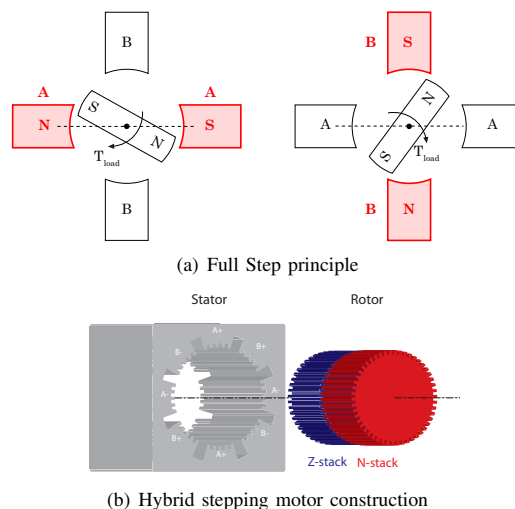 B B S
A A
N S S N N A A
T_load T_load
B B N
(a) Full Step principle
Stator Rotor
A+
B- B+
A- A-
B+ B-
A+
Z-stack N-stack
(b) Hybrid stepping motor construction